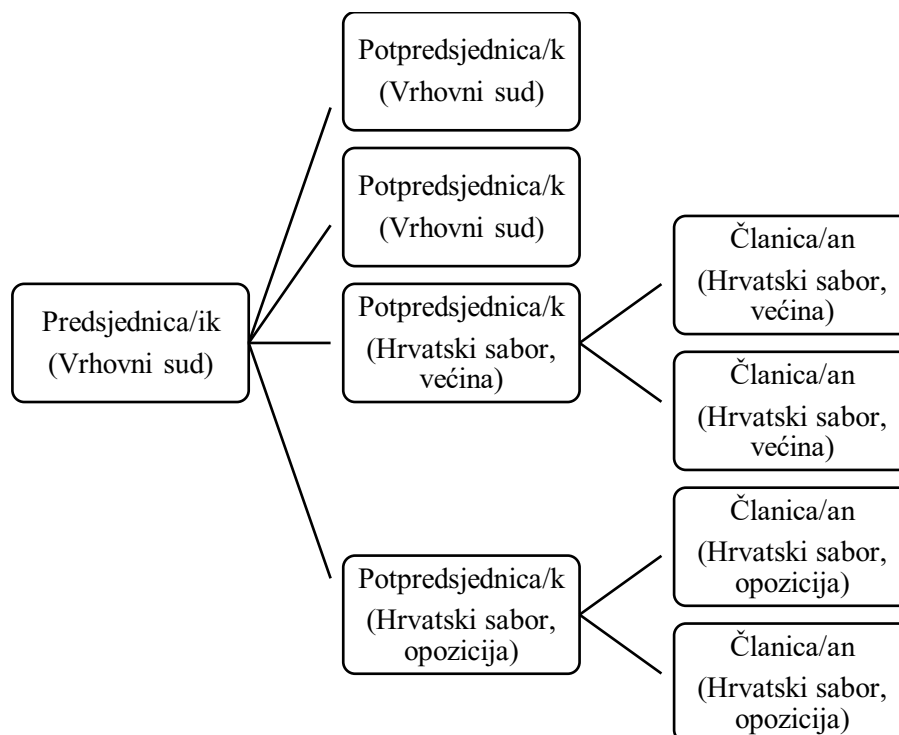 Potpredsjednica/k
(Vrhovni sud)
Potpredsjednica/k
(Vrhovni sud)
Predsjednica/ik
(Vrhovni sud)
Potpredsjednica/k
(Hrvatski sabor,
većina)
Potpredsjednica/k
(Hrvatski sabor,
opozicija)
Članica/an
(Hrvatski sabor,
većina)
Članica/an
(Hrvatski sabor,
većina)
Članica/an
(Hrvatski sabor,
opozicija)
Članica/an
(Hrvatski sabor,
opozicija)